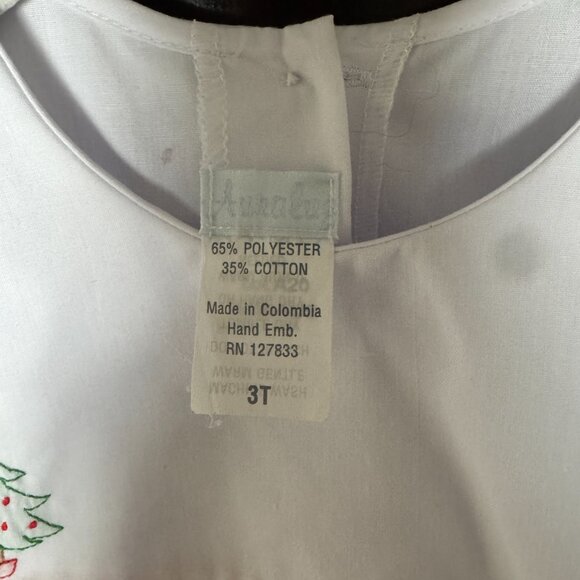 65% POLYESTER
35% COTTON
Made in Colombia
Hand Emb.
RN 127833
3T